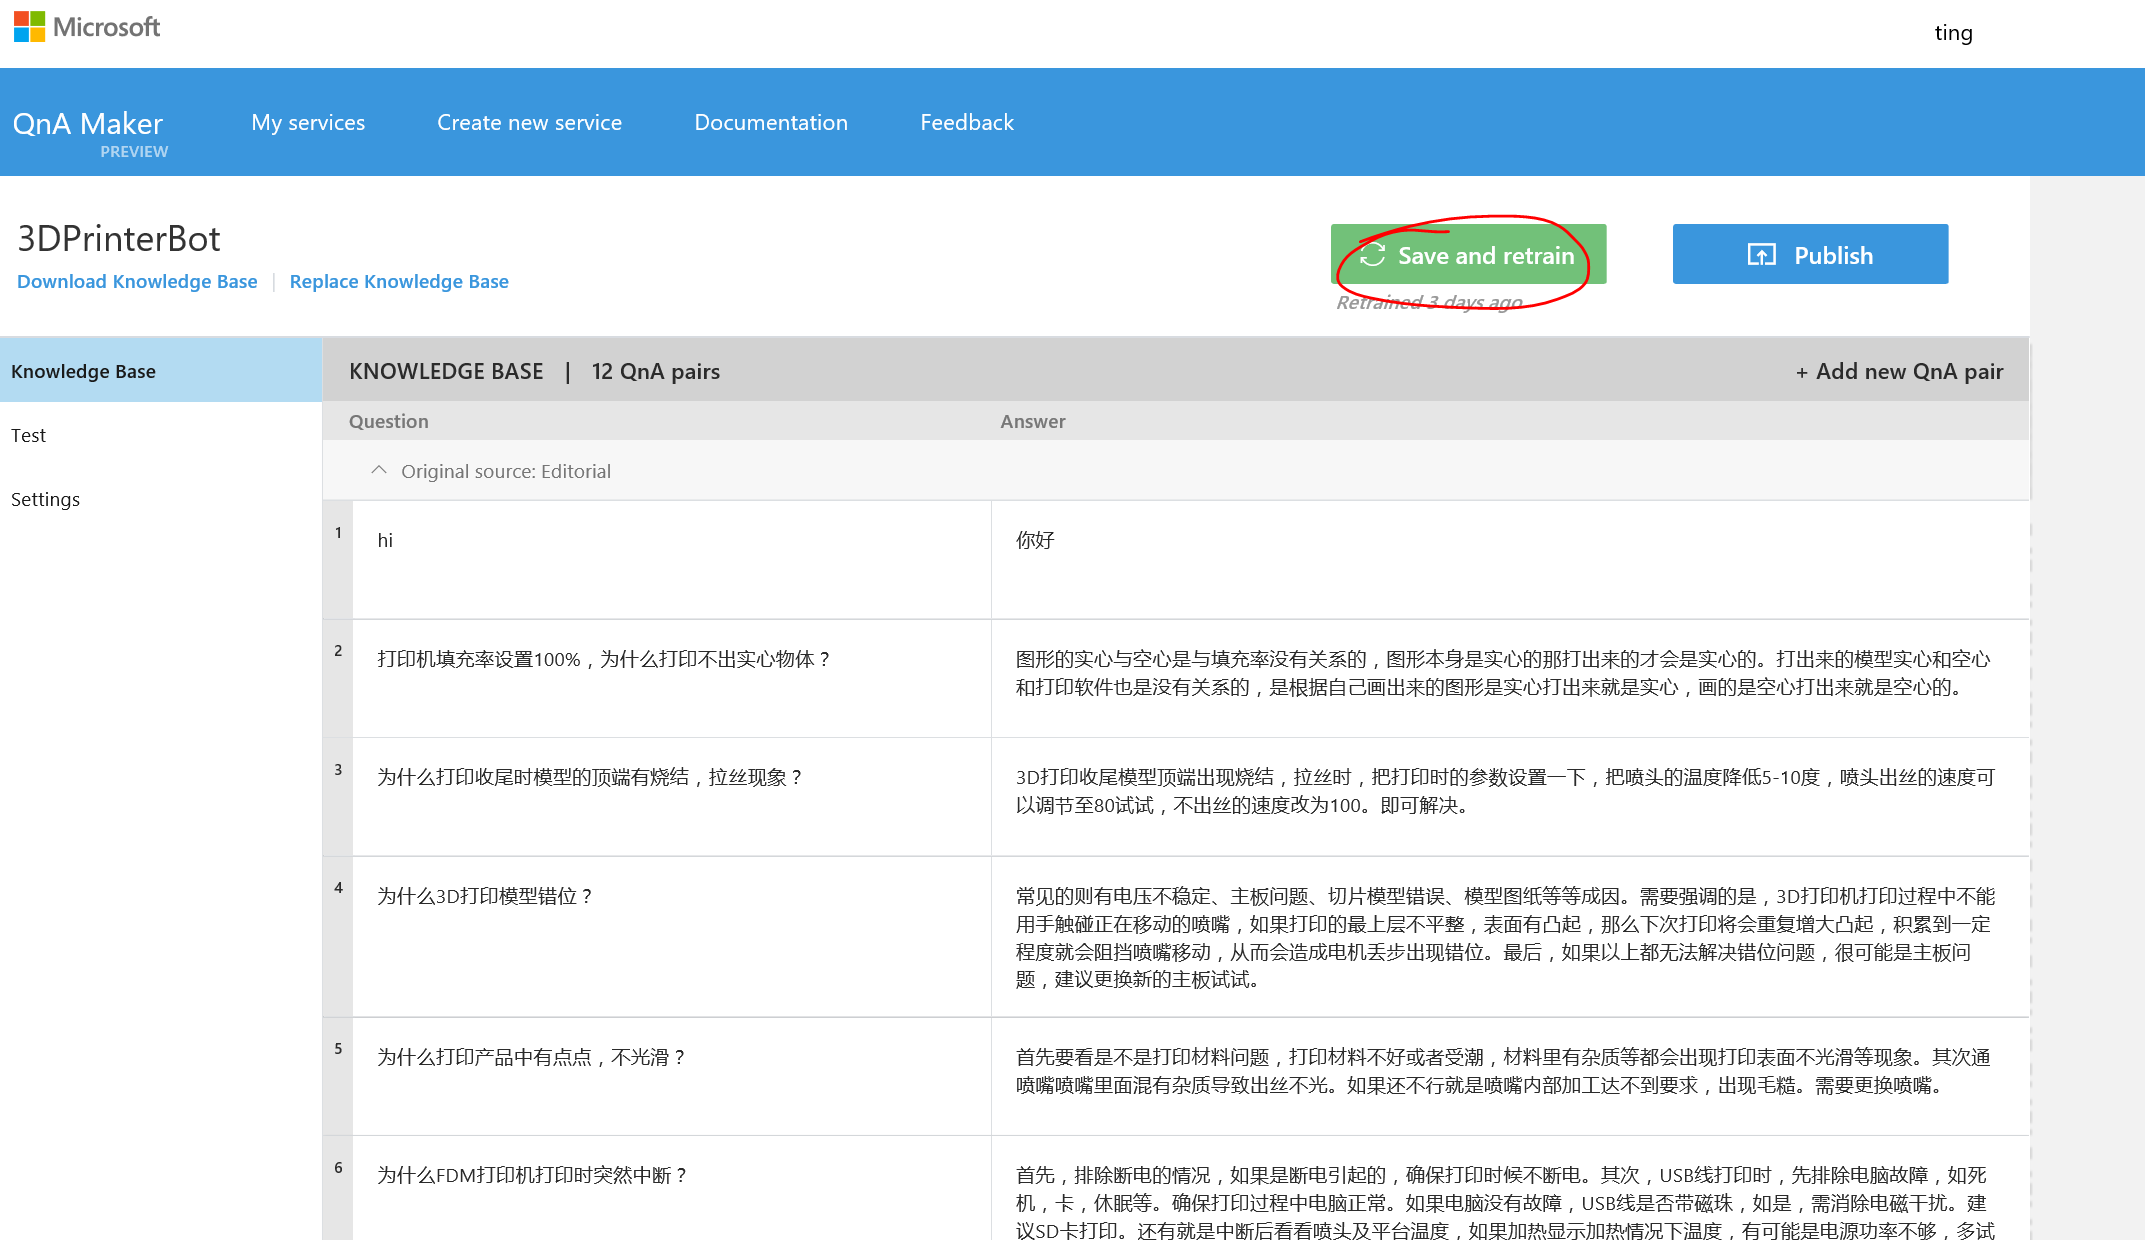 Microsoft
ting
QnA Maker
PREVIEW
My services
Create new service
Documentation
Feedback
3DPrinterBot
Download Knowledge Base | Replace Knowledge Base
Save and retrain
Publish
Retrained 3 days ago
Knowledge Base
Test
Settings
KNOWLEDGE BASE | 12 QnA pairs
+ Add new QnA pair
Question
Answer
Original source: Editorial
1
hi
你好
2
打印机填充率设置100%，为什么打印不出实心物体？
图形的实心与空心是与填充率没有关系的，图形本身是实心的那打出来的才会是实心的。打出来的模型实心和空心
和打印软件也是没有关系的，是根据自己画出来的图形是实心打出来就是实心，画的是空心打出来就是空心的。
3
为什么打印收尾时模型的顶端有烧结，拉丝现象？
3D打印收尾模型顶端出现烧结，拉丝时，把打印时的参数设置一下，把喷头的温度降低5-10度，喷头出丝的速度可
以调节至80试试，不出丝的速度改为100。即可解决。
4
为什么3D打印模型错位？
常见的则有电压不稳定、主板问题、切片模型错误、模型图纸等等成因。需要强调的是，3D打印机打印过程中不能
用手触碰正在移动的喷嘴，如果打印的最上层不平整，表面有凸起，那么下次打印将会重复增大凸起，积累到一定
程度就会阻挡喷嘴移动，从而会造成电机丢步出现错位。最后，如果以上都无法解决错位问题，很可能是主板问
题，建议更换新的主板试试。
5
为什么打印产品中有点点，不光滑？
首先要看是不是打印材料问题，打印材料不好或者受潮，材料里有杂质等都会出现打印表面不光滑等现象。其次通
喷嘴喷嘴里面混有杂质导致出丝不光。如果还不行就是喷嘴内部加工达不到要求，出现毛糙。需要更换喷嘴。
6
为什么FDM打印机打印时突然中断？
首先，排除断电的情况，如果是断电引起的，确保打印时候不断电。其次，USB线打印时，先排除电脑故障，如死
机，卡，休眠等。确保打印过程中电脑正常。如果电脑没有故障，USB线是否带磁珠，如是，需消除电磁干扰。建
议SD卡打印。还有就是中断后看看喷头及平台温度，如果加热显示加热情况下温度，有可能是电源功率不够，多试